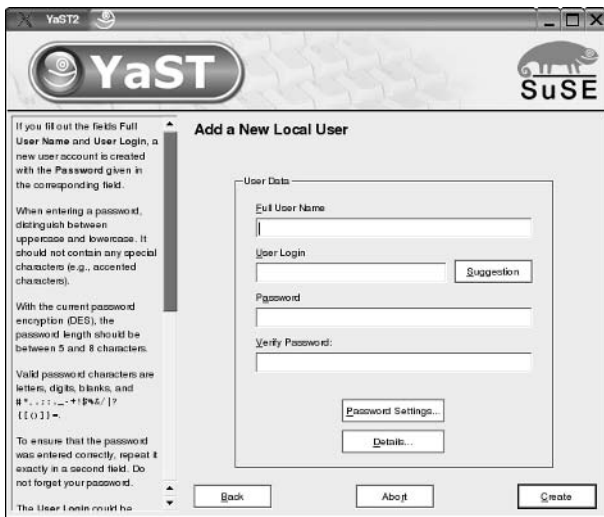 YaST2
YaST
SuSE
If you fill out the fields Full
User Name and User Login, a
new user account is created
with the Password given in
the corresponding field.
When entering a password,
distinguish between
uppercase and lowercase. It
should not contain any special
characters (e.g., accented
characters).
With the current password
encryption (DES), the
password length should be
between 5 and 8 characters.
Valid password characters are
letters, digits, blanks, and
To ensure that the password
was entered correctly, repeat it
exactly in a second field. Do
not forget your password.
The User Login could be
Add a New Local User
User Data
Full User Name
User Login
Suggestion
Password
Verify Password:
Password Settings...
Details...
Back
Abort
Create